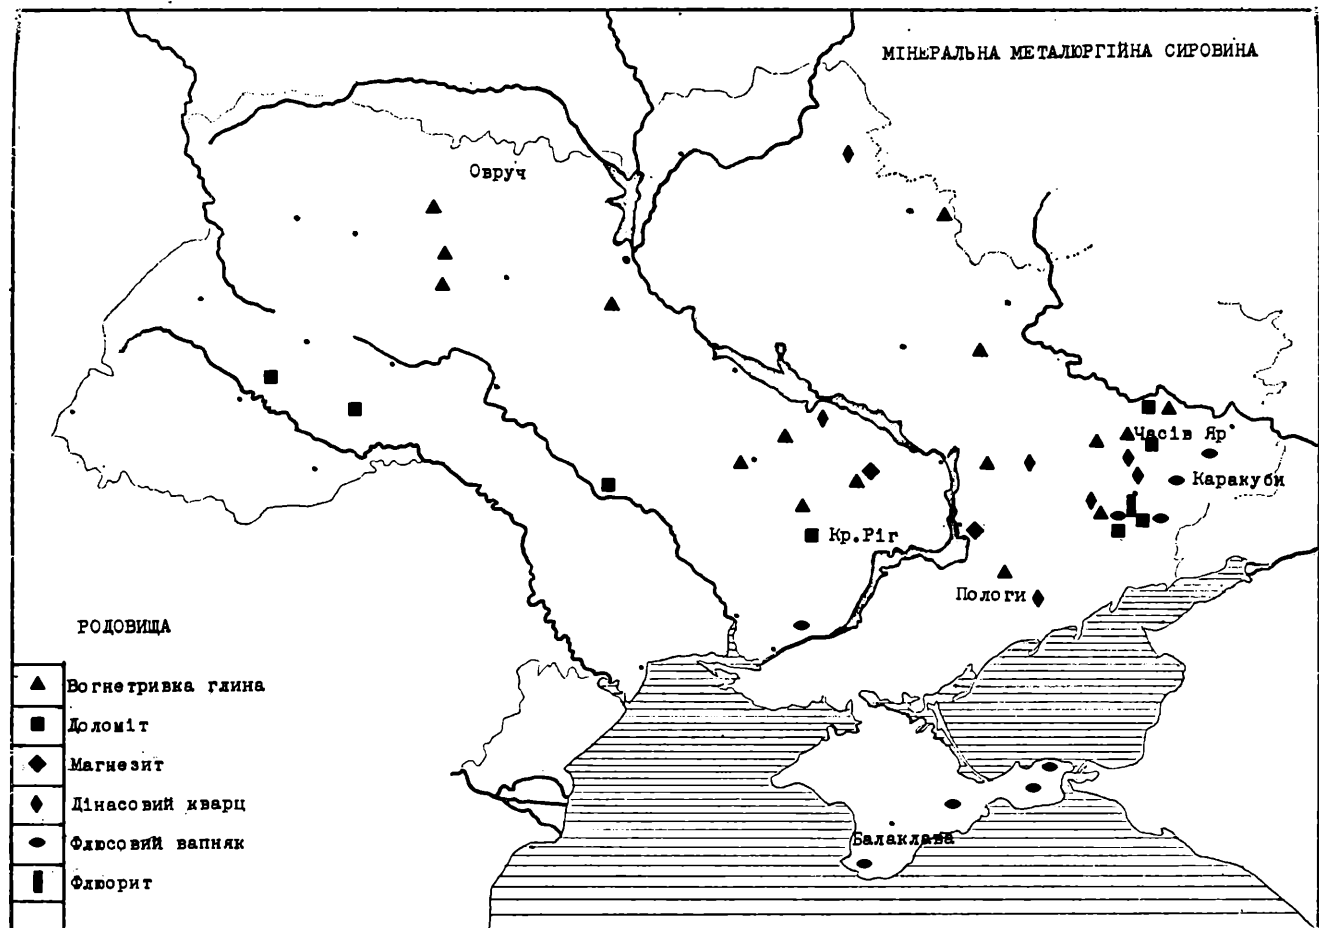 МІНЕРАЛЬНА МЕТАЛЮРГІЙНА СИРОВИНА
Овруч
Часів Яр
Каракуби
Кр.Ріг
Пологи
Балаклава
РОДОВИЩА
Вогнетривка глина
Доломіт
Магнезит
Дінасовий кварц
Флюсовий вапняк
Флюорит